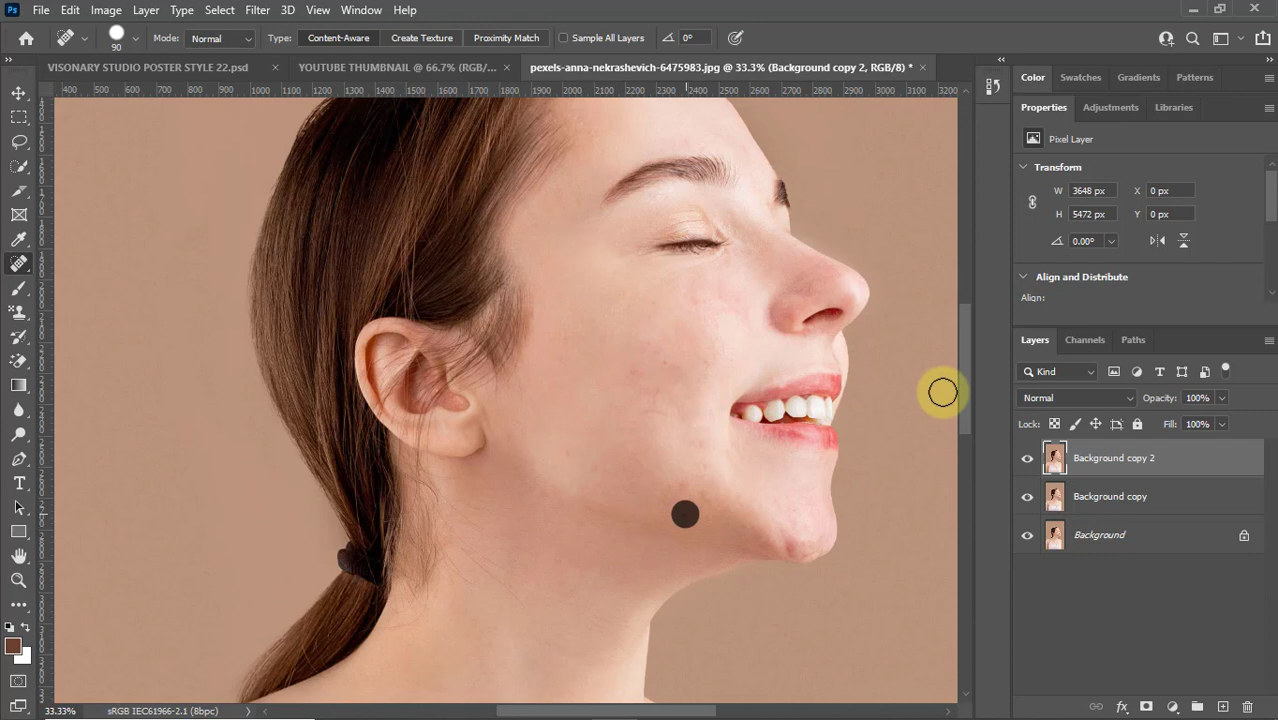 Ps File Edit Image Layer Type Select Filter 3D View Window Help
90 Mode: Normal Type: Content-Aware Create Texture Proximity Match Sample All Layers 0°
VISONARY STUDIO POSTER STYLE 22.psd × YOUTUBE THUMBNAIL @ 66.7% (RGB/... × pexels-anna-nekrashevich-6475983.jpg @ 33.3% (Background copy 2, RGB/8) * ×
400 500 600 700 800 900 1000 1100 1200 1300 1400 1500 1600 1700 1800 1900 2000 2100 2200 2300 2400 2500 2600 2700 2800 2900 3000 3100 3200
Color Swatches Gradients Patterns
Properties Adjustments Libraries
Pixel Layer
Transform
W 3648 px X 0 px
H 5472 px Y 0 px
0.00°
Align and Distribute
Align:
Layers Channels Paths
Kind
Normal Opacity: 100%
Lock: Fill: 100%
Background copy 2
Background copy
Background
33.33% sRGB IEC61966-2.1 (8bpc)